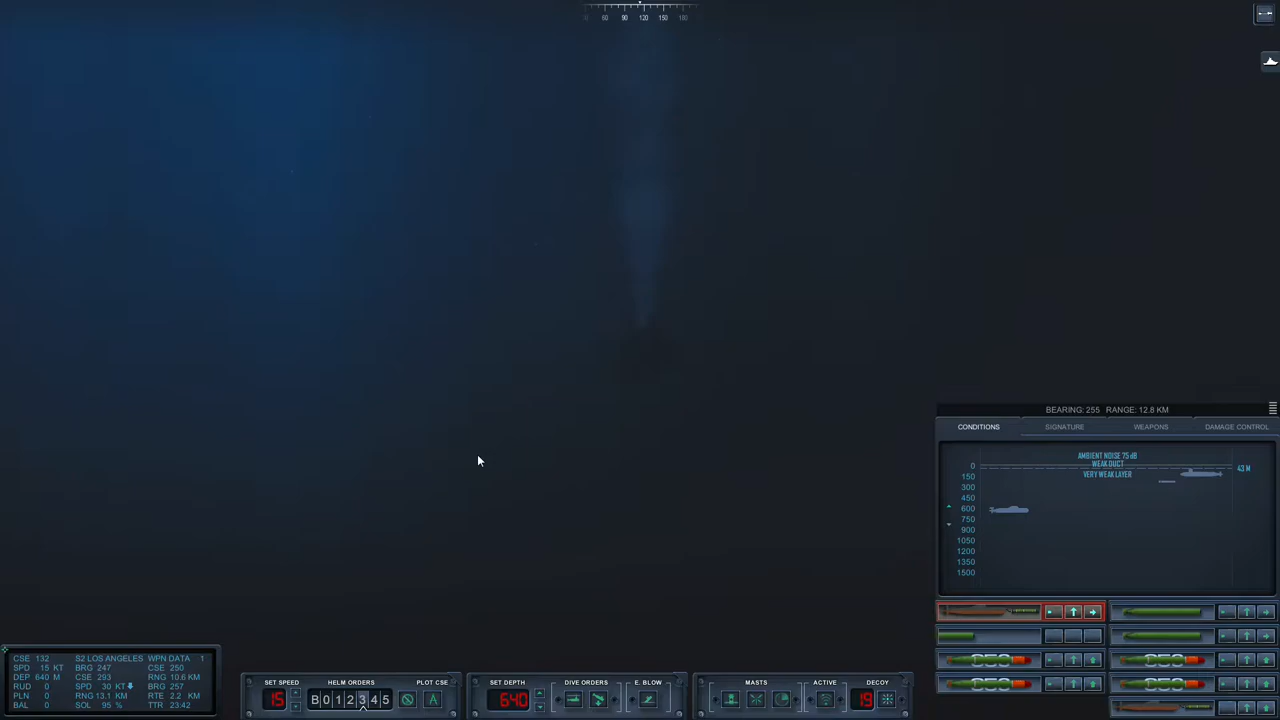 60 90 120 150 180
BEARING: 255 RANGE: 12.8 KM
CONDITIONS SIGNATURE WEAPONS DAMAGE CONTROL
AMBIENT NOISE 75 dB
WEAK DUCT
VERY WEAK LAYER
43 M
0
150
300
450
600
750
900
1050
1200
1350
1500
CSE 132 S2 LOS ANGELES WPN DATA 1
SPD 15 KT BRG 247 CSE 250
DEP 640 M CSE 293 RNG 10.6 KM
RUD 0 SPD 30 KT BRG 257
PLN 0 RNG 13.1 KM RTE 2.2 KM
BAL 0 SOL 95 % TTR 23:42
SET SPEED HELM ORDERS PLOT CSE
15 B 0 1 2 3 4 5 A
SET DEPTH DIVE ORDERS E. BLOW
640
MASTS ACTIVE DECOY
19